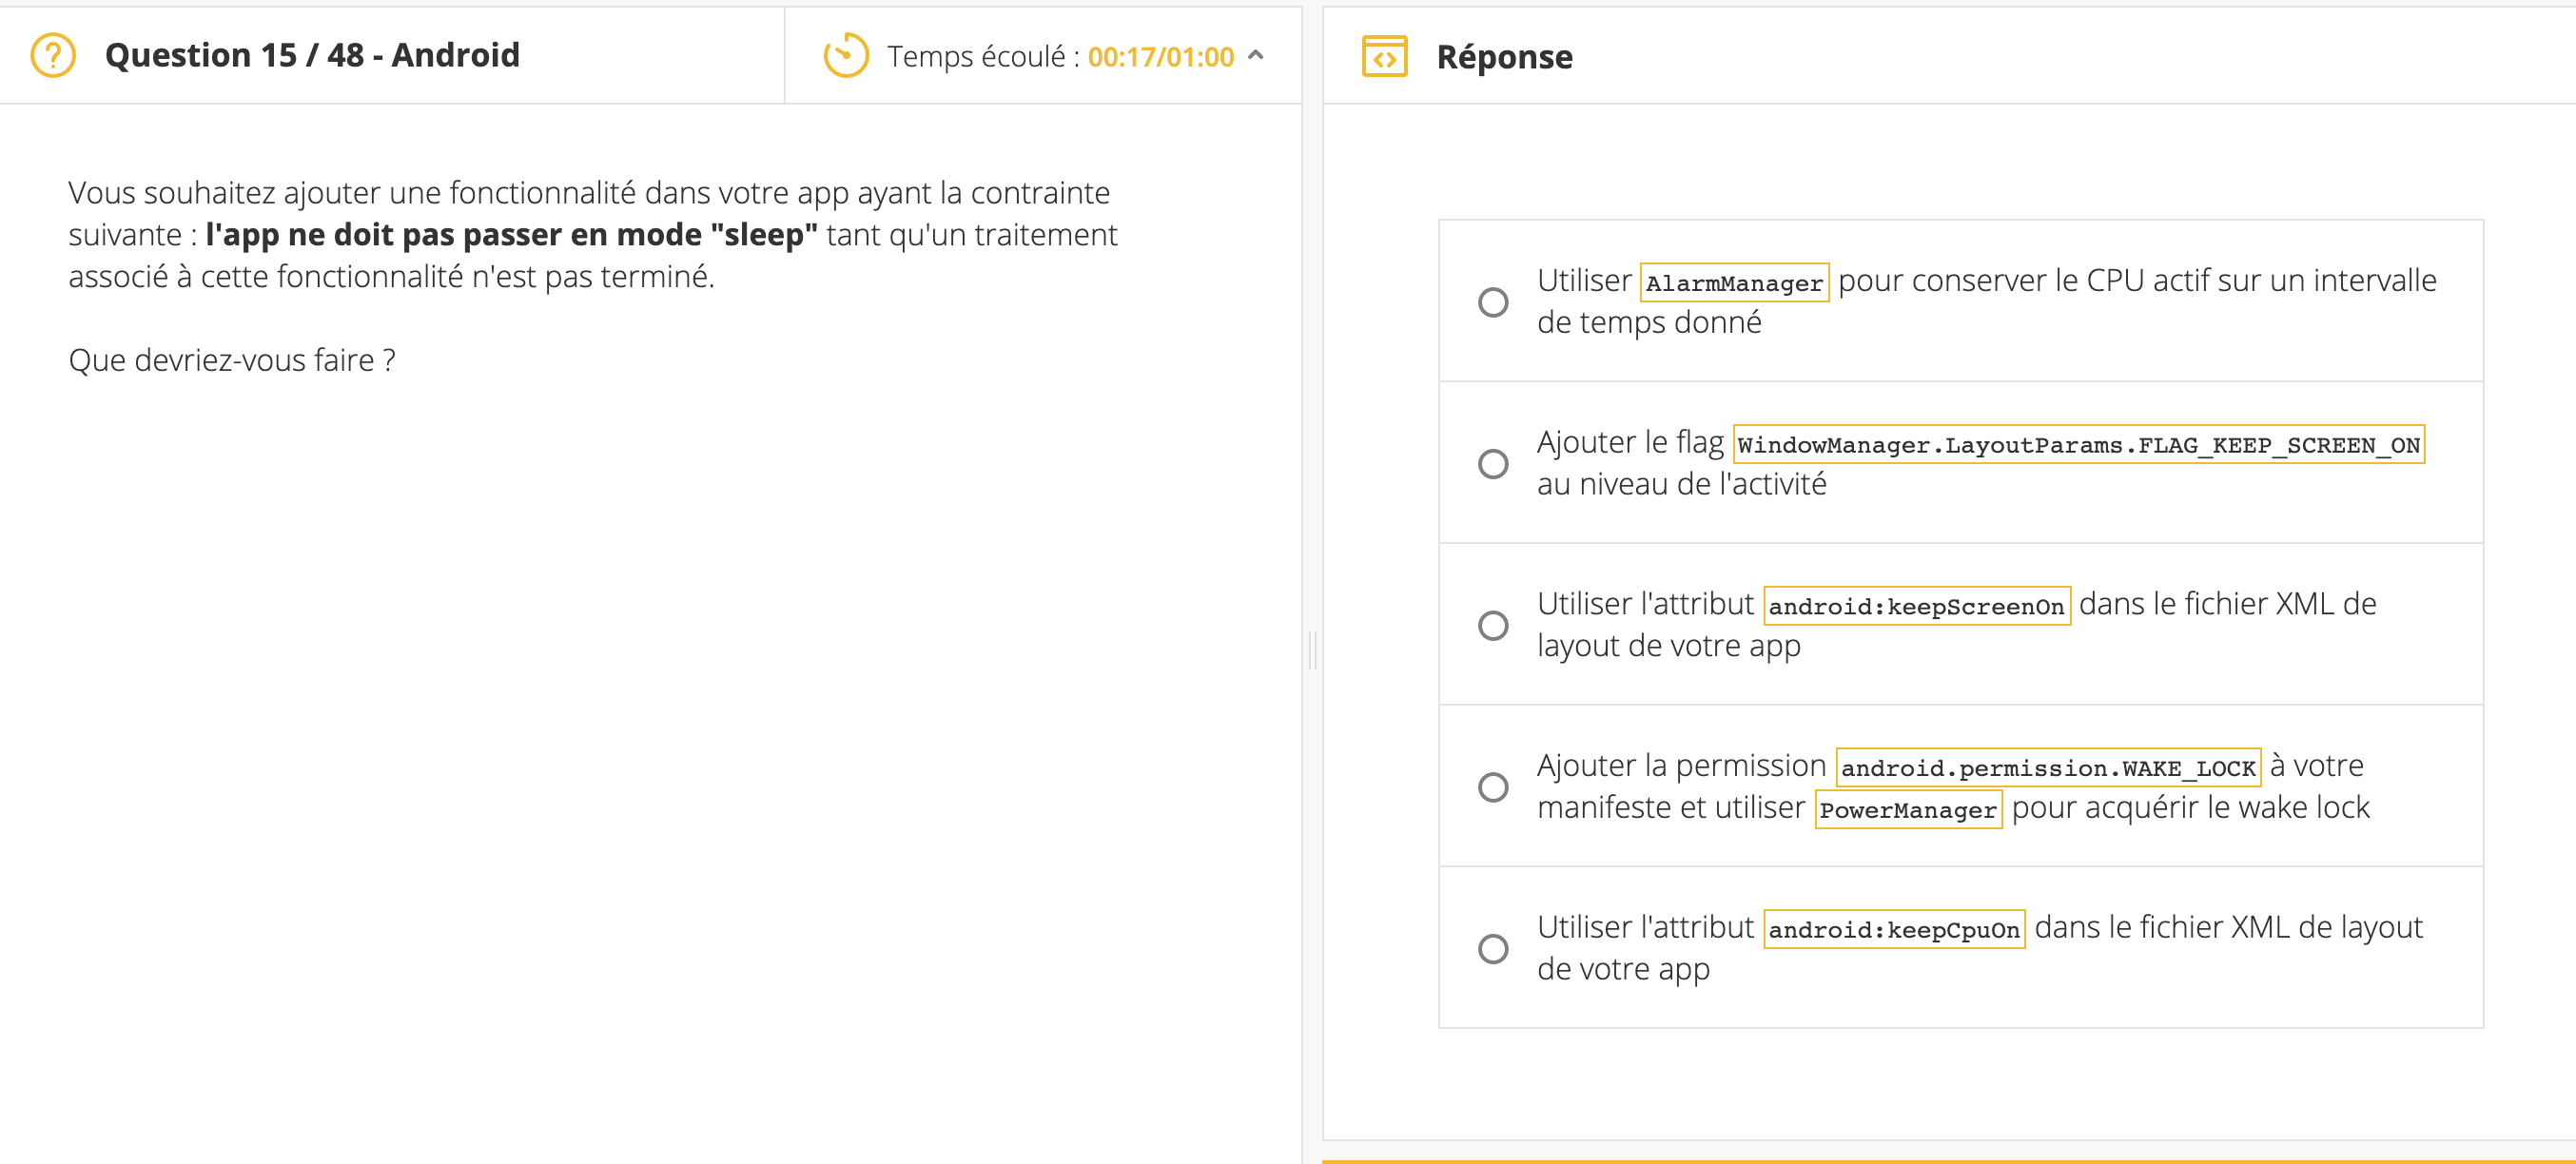 Question 15 / 48 - Android
Temps écoulé : 00:17/01:00
Vous souhaitez ajouter une fonctionnalité dans votre app ayant la contrainte
suivante : l'app ne doit pas passer en mode "sleep" tant qu'un traitement
associé à cette fonctionnalité n'est pas terminé.
Que devriez-vous faire ?
Réponse
Utiliser AlarmManager pour conserver le CPU actif sur un intervalle
de temps donné
Ajouter le flag WindowManager.LayoutParams.FLAG_KEEP_SCREEN_ON
au niveau de l'activité
Utiliser l'attribut android:keepScreenOn dans le fichier XML de
layout de votre app
Ajouter la permission android.permission.WAKE_LOCK à votre
manifeste et utiliser PowerManager pour acquérir le wake lock
Utiliser l'attribut android:keepCpuOn dans le fichier XML de layout
de votre app